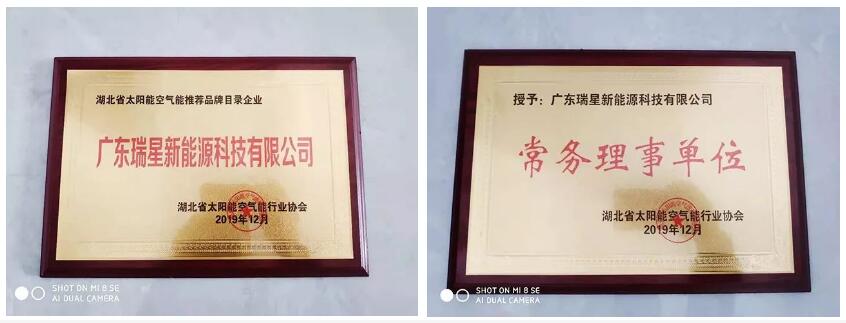 湖北省太阳能空气能推荐品牌目录企业
广东瑞星新能源科技有限公司
湖北省太阳能空气能行业协会
2019年12月
SHOT ON MI 8 SE
AI DUAL CAMERA
授予：广东瑞星新能源科技有限公司
常务理事单位
湖北省太阳能空气能行业协会
2019年12月
SHOT ON MI 8 SE
AI DUAL CAMERA